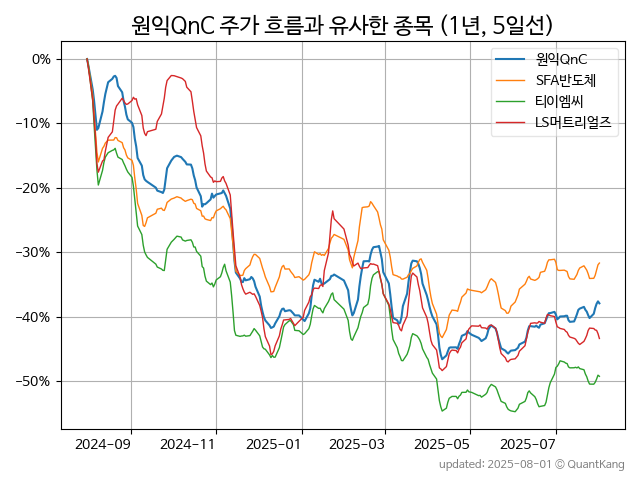 원익QnC 주가 흐름과 유사한 종목 (1년, 5일선)
원익QnC
SFA반도체
티이엠씨
LS머트리얼즈
0%
−10%
−20%
−30%
−40%
−50%
2024-09
2024-11
2025-01
2025-03
2025-05
2025-07
updated: 2025-08-01 © QuantKang